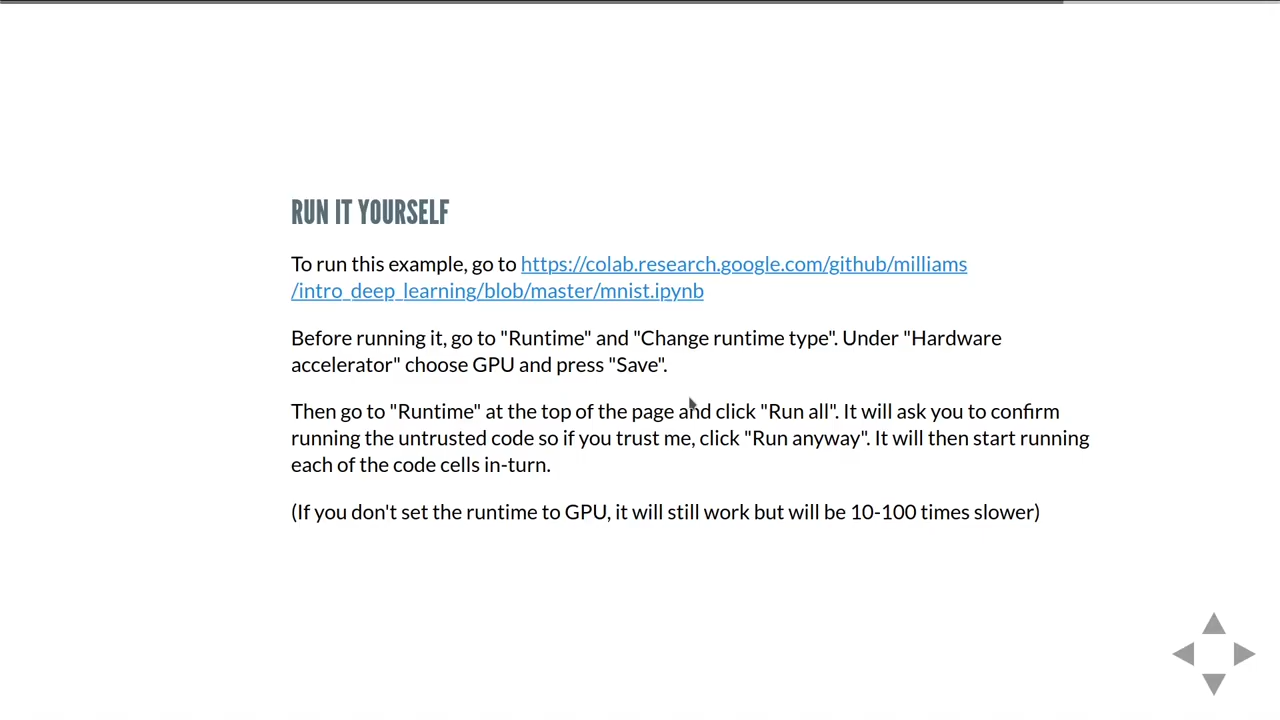 RUN IT YOURSELF
To run this example, go to https://colab.research.google.com/github/milliams
/intro_deep_learning/blob/master/mnist.ipynb
Before running it, go to "Runtime" and "Change runtime type". Under "Hardware
accelerator" choose GPU and press "Save".
Then go to "Runtime" at the top of the page and click "Run all". It will ask you to confirm
running the untrusted code so if you trust me, click "Run anyway". It will then start running
each of the code cells in-turn.
(If you don't set the runtime to GPU, it will still work but will be 10-100 times slower)